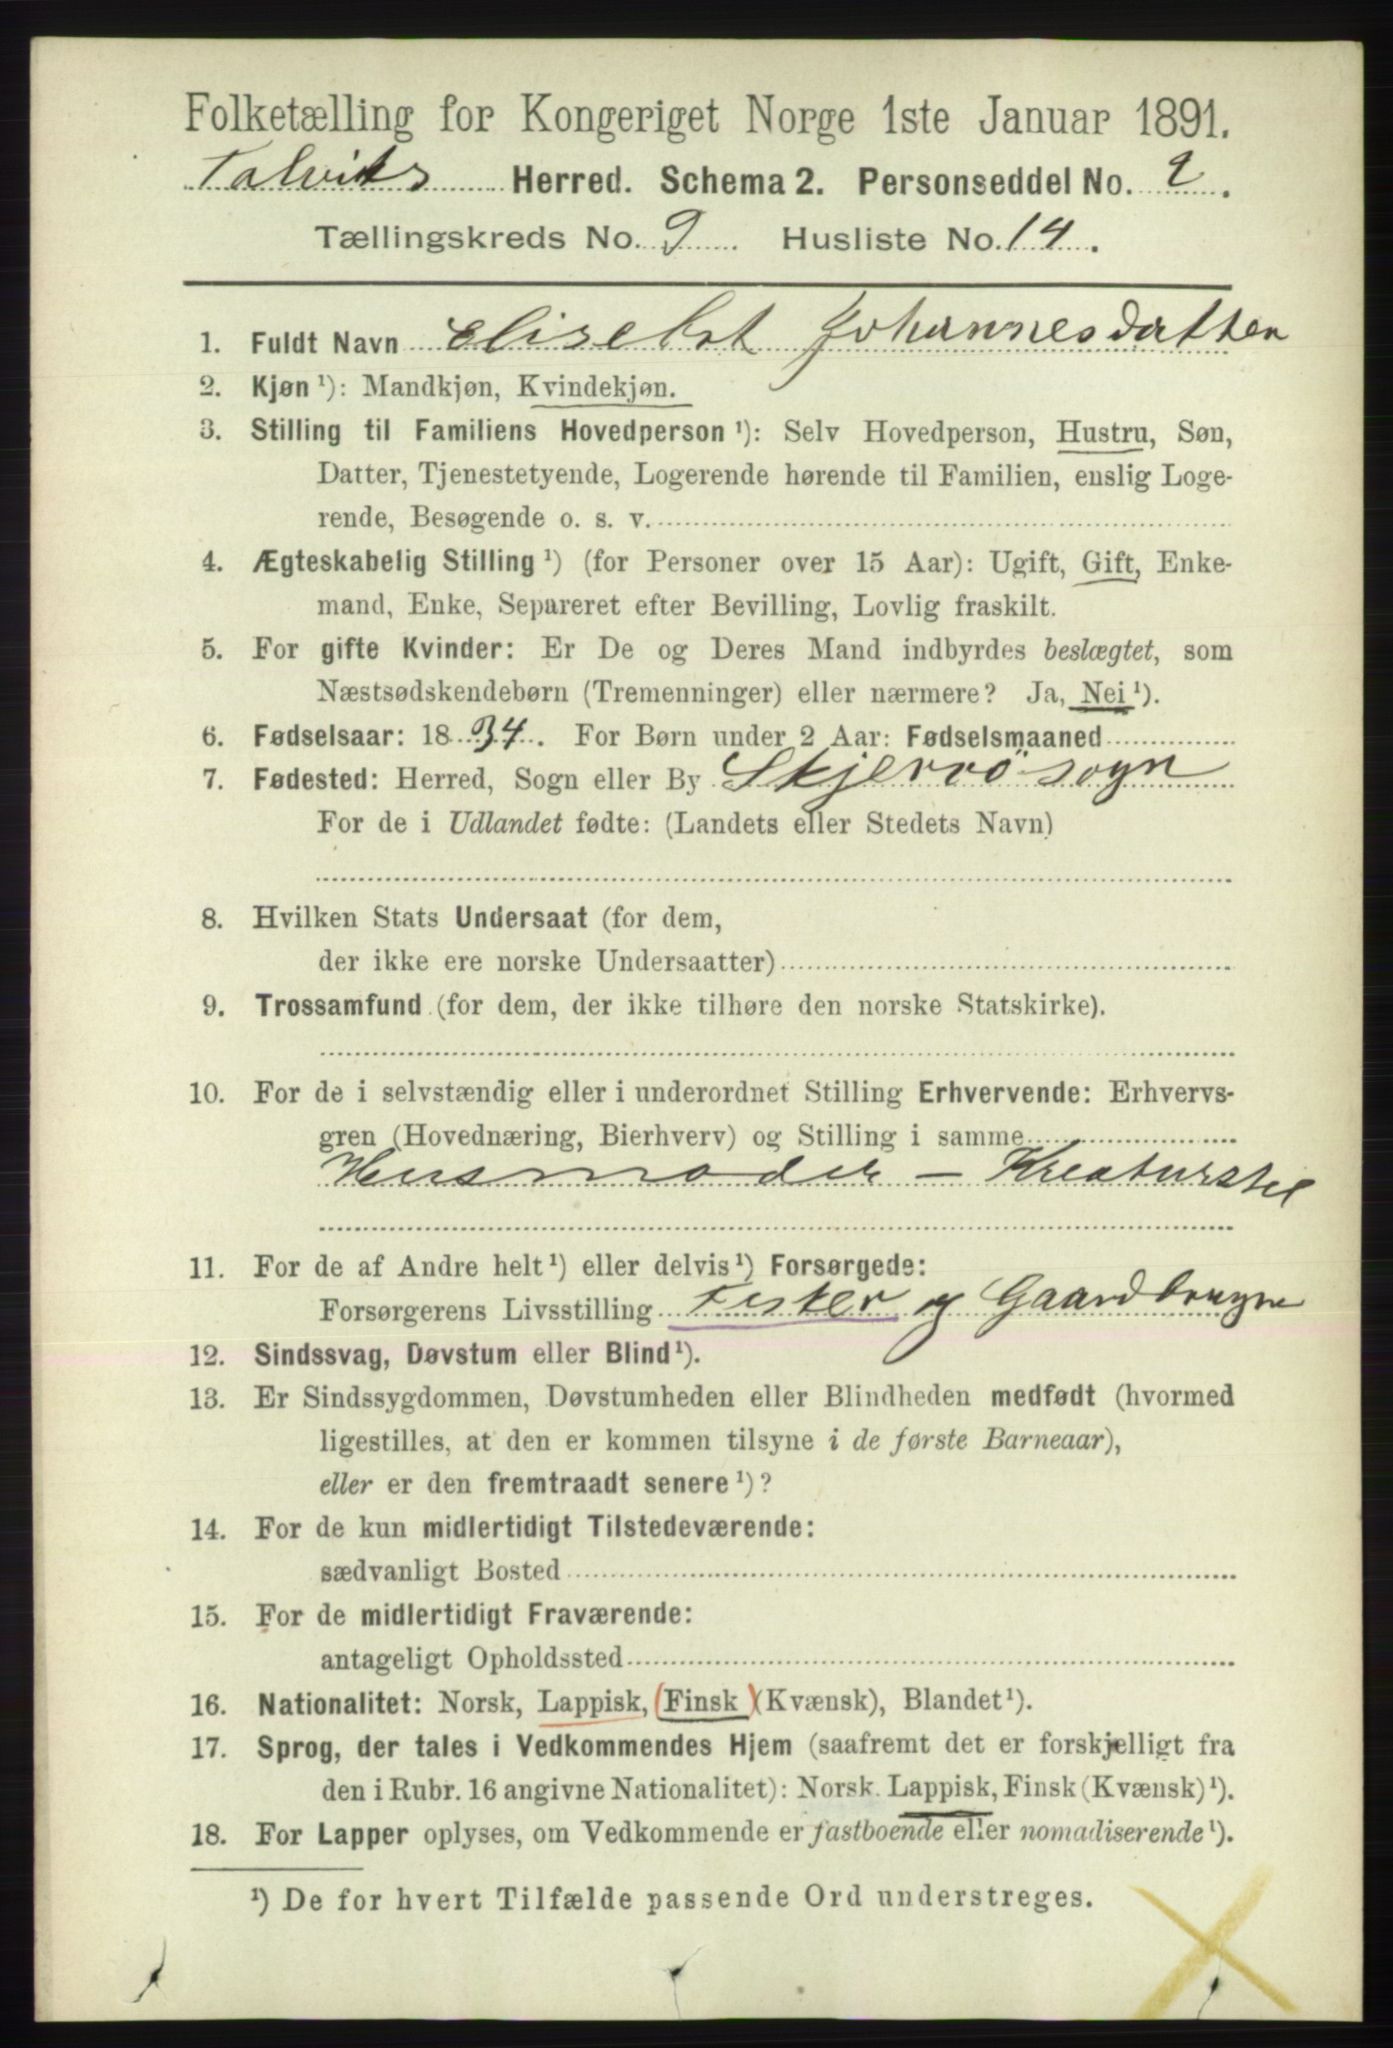 Folketælling for Kongeriget Norge 1ste Januar 1891.
Talviks Herred. Schema 2. Personseddel No. 2.
Tællingskreds No. 9 Husliste No. 14.
1. Fuldt Navn Eliselst Johannesdatter
2. Kjøn ¹): Mandkjøn, Kvindekjøn.
3. Stilling til Familiens Hovedperson ¹): Selv Hovedperson, Hustru, Søn,
Datter, Tjenestetyende, Logerende hørende til Familien, enslig Loge-
rende, Besøgende o. s. v.
4. Ægteskabelig Stilling ¹) (for Personer over 15 Aar): Ugift, Gift, Enke-
mand, Enke, Separeret efter Bevilling, Lovlig fraskilt.
5. For gifte Kvinder: Er De og Deres Mand indbyrdes beslægtet, som
Næstsødskendebørn (Tremenninger) eller nærmere? Ja, Nei ¹).
6. Fødselsaar: 1834. For Børn under 2 Aar: Fødselsmaaned
7. Fødested: Herred, Sogn eller By Skjervö sogn
For de i Udlandet fødte: (Landets eller Stedets Navn)
8. Hvilken Stats Undersaat (for dem,
der ikke ere norske Undersaatter)
9. Trossamfund (for dem, der ikke tilhøre den norske Statskirke).
10. For de i selvstændig eller i underordnet Stilling Erhvervende: Erhvervs-
gren (Hovednæring, Bierhverv) og Stilling i samme
Husmoder - Kreaturstel
11. For de af Andre helt ¹) eller delvis ¹) Forsørgede:
Forsørgerens Livsstilling Fisker og Gaardbruger
12. Sindssvag, Døvstum eller Blind ¹).
13. Er Sindssygdommen, Døvstumheden eller Blindheden medfødt (hvormed
ligestilles, at den er kommen tilsyne i de første Barneaar),
eller er den fremtraadt senere ¹)?
14. For de kun midlertidigt Tilstedeværende:
sædvanligt Bosted
15. For de midlertidigt Fraværende:
antageligt Opholdssted
16. Nationalitet: Norsk, Lappisk, (Finsk) (Kvænsk), Blandet ¹).
17. Sprog, der tales i Vedkommendes Hjem (saafremt det er forskjelligt fra
den i Rubr. 16 angivne Nationalitet): Norsk. Lappisk, Finsk (Kvænsk) ¹).
18. For Lapper oplyses, om Vedkommende er fastboende eller nomadiserende ¹).
¹) De for hvert Tilfælde passende Ord understreges.